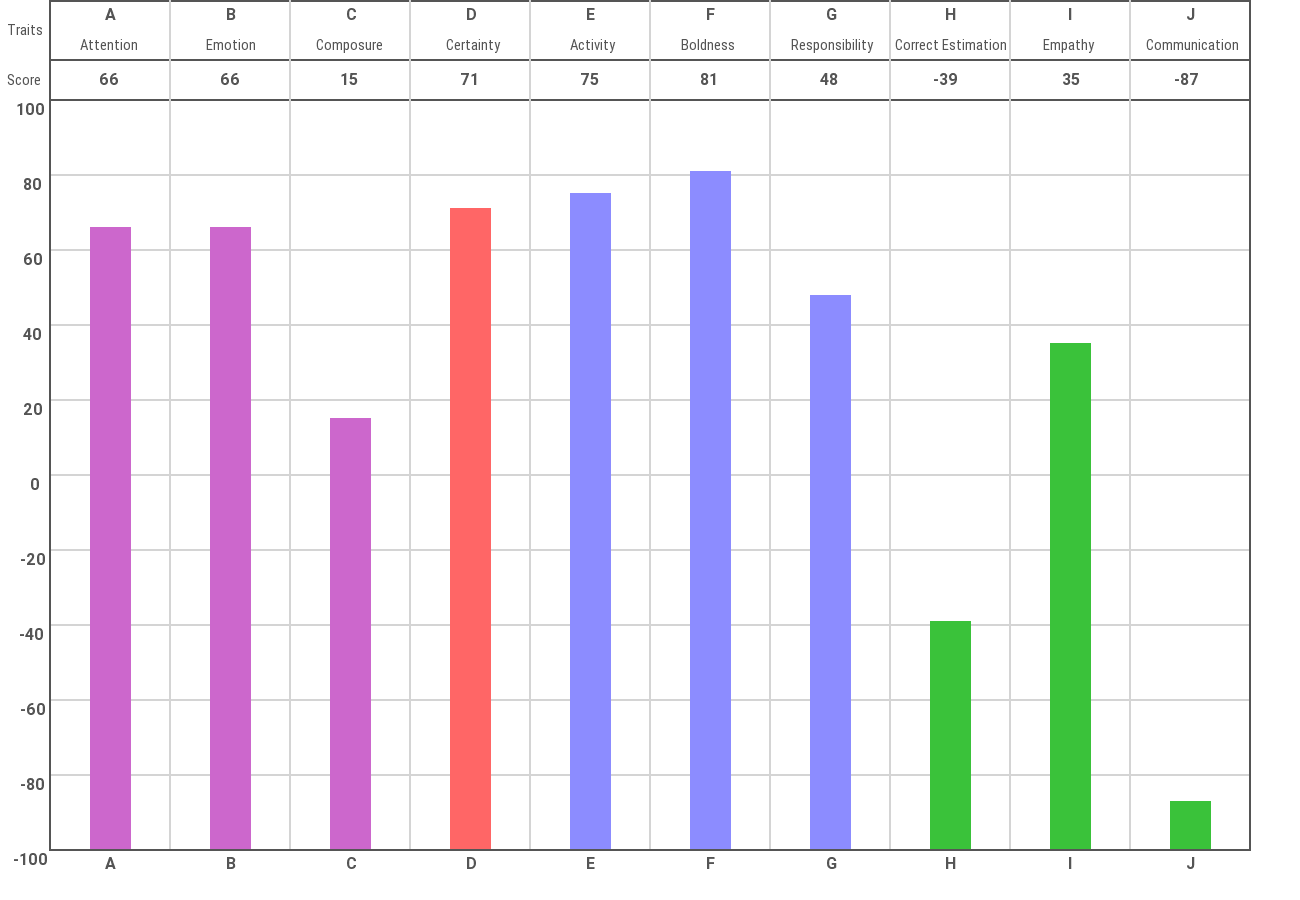 A B C D E F G H I J
Traits
Attention Emotion Composure Certainty Activity Boldness Responsibility Correct Estimation Empathy Communication
Score 66 66 15 71 75 81 48 -39 35 -87
100
80
60
40
20
0
-20
-40
-60
-80
-100
A B C D E F G H I J